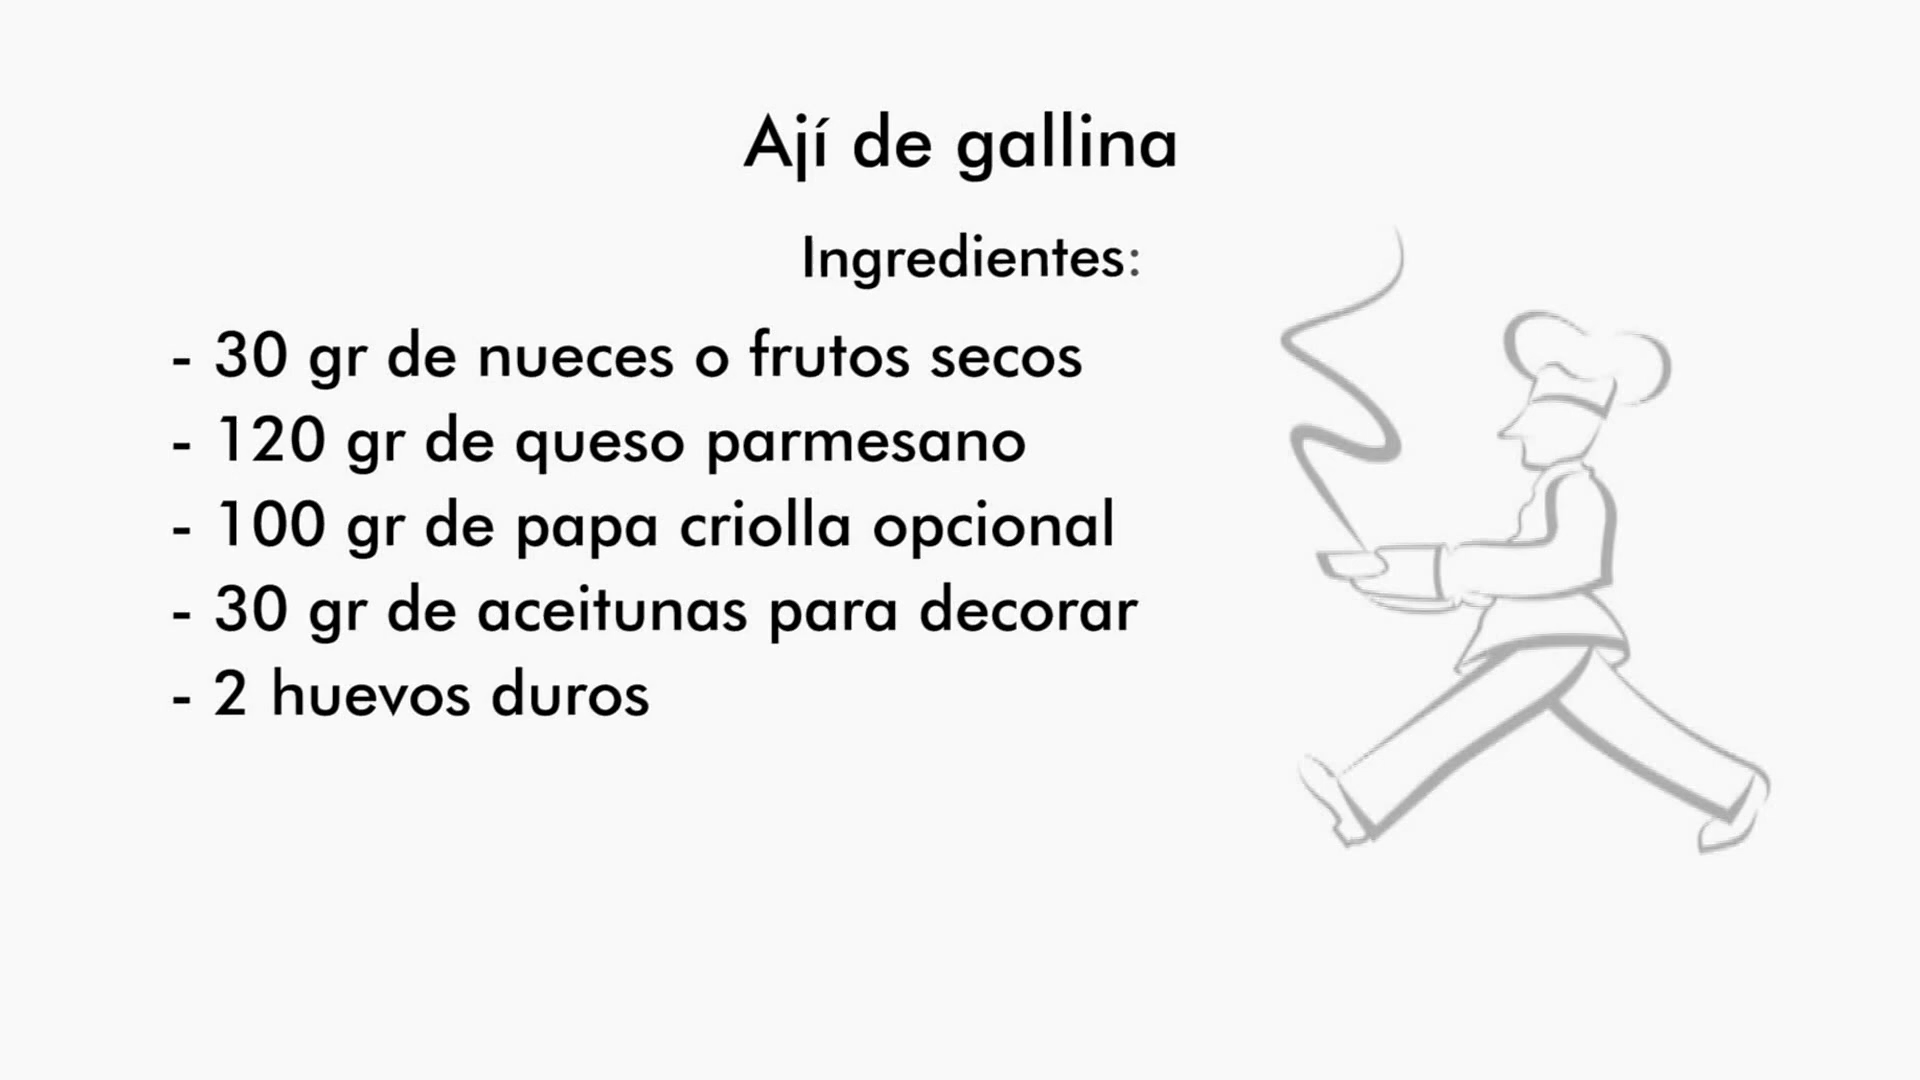 Ají de gallina
Ingredientes:
- 30 gr de nueces o frutos secos
- 120 gr de queso parmesano
- 100 gr de papa criolla opcional
- 30 gr de aceitunas para decorar
- 2 huevos duros